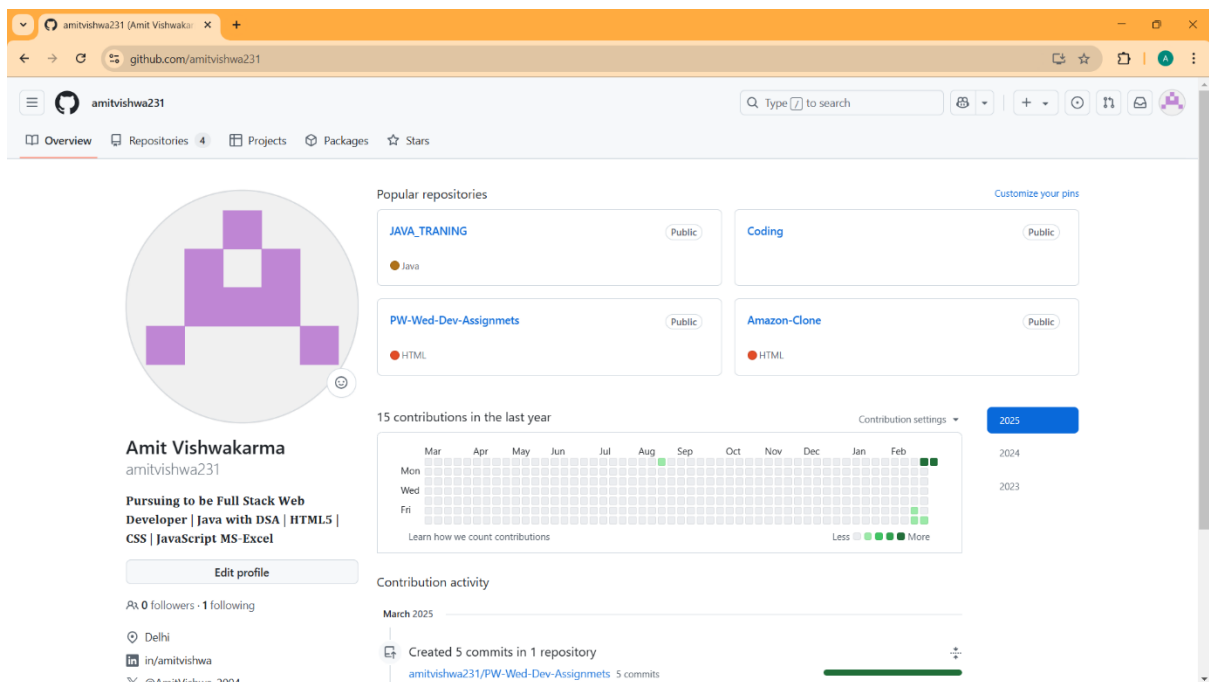 amitvishwa231 (Amit Vishwakar
github.com/amitvishwa231
A
amitvishwa231
Type / to search
Overview Repositories 4 Projects Packages Stars
Popular repositories
Customize your pins
JAVA_TRANING Public
Java
Coding Public
PW-Wed-Dev-Assignmets Public
HTML
Amazon-Clone Public
HTML
Amit Vishwakarma
amitvishwa231
Pursuing to be Full Stack Web
Developer | Java with DSA | HTML5 |
CSS | JavaScript MS-Excel
Edit profile
0 followers · 1 following
Delhi
in in/amitvishwa
15 contributions in the last year
Contribution settings
2025
2024
2023
Mar Apr May Jun Jul Aug Sep Oct Nov Dec Jan Feb
Mon
Wed
Fri
Learn how we count contributions
Less More
Contribution activity
March 2025
Created 5 commits in 1 repository
amitvishwa231/PW-Wed-Dev-Assignmets 5 commits